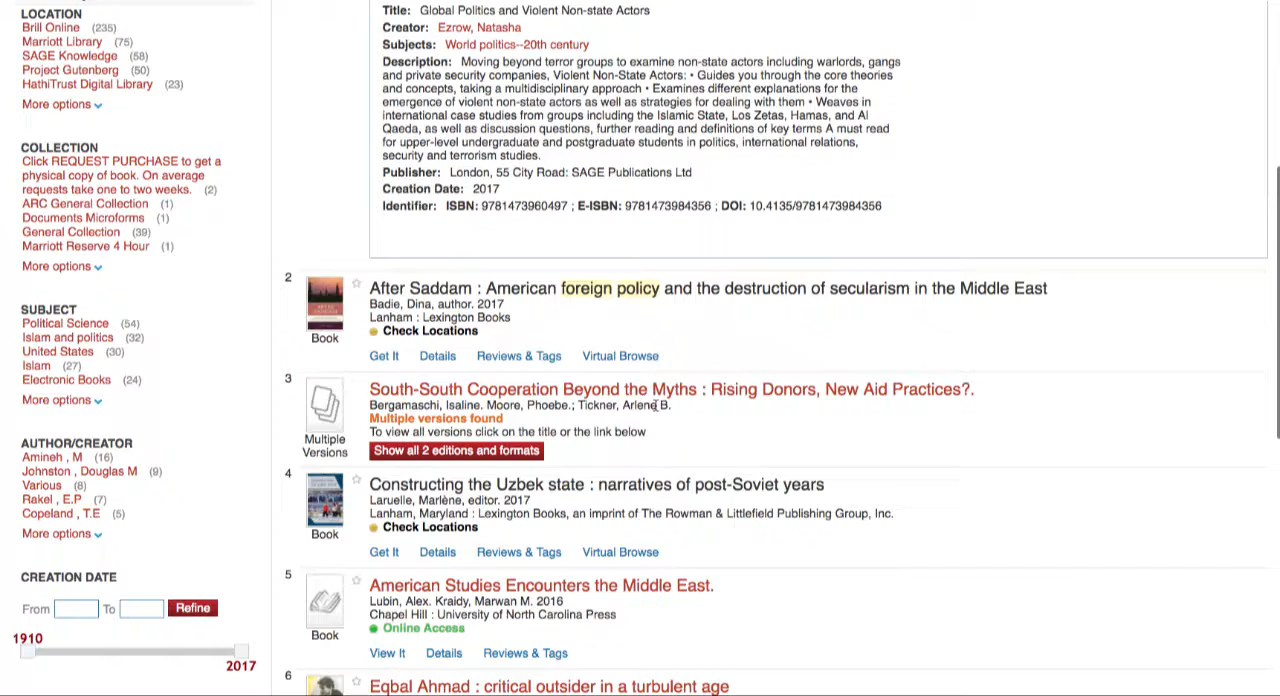 LOCATION
Brill Online (235)
Marriott Library (75)
SAGE Knowledge (58)
Project Gutenberg (50)
HathiTrust Digital Library (23)
More options
COLLECTION
Click REQUEST PURCHASE to get a
physical copy of book. On average
requests take one to two weeks. (2)
ARC General Collection (1)
Documents Microforms (1)
General Collection (39)
Marriott Reserve 4 Hour (1)
More options
SUBJECT
Political Science (54)
Islam and politics (32)
United States (30)
Islam (27)
Electronic Books (24)
More options
AUTHOR/CREATOR
Amineh , M (16)
Johnston , Douglas M (9)
Various (8)
Rakel , E.P (7)
Copeland , T.E (5)
More options
CREATION DATE
From To Refine
1910
2017
Title: Global Politics and Violent Non-state Actors
Creator: Ezrow, Natasha
Subjects: World politics--20th century
Description: Moving beyond terror groups to examine non-state actors including warlords, gangs
and private security companies, Violent Non-State Actors: • Guides you through the core theories
and concepts, taking a multidisciplinary approach • Examines different explanations for the
emergence of violent non-state actors as well as strategies for dealing with them • Weaves in
international case studies from groups including the Islamic State, Los Zetas, Hamas, and Al
Qaeda, as well as discussion questions, further reading and definitions of key terms A must read
for upper-level undergraduate and postgraduate students in politics, international relations,
security and terrorism studies.
Publisher: London, 55 City Road: SAGE Publications Ltd
Creation Date: 2017
Identifier: ISBN: 9781473960497 ; E-ISBN: 9781473984356 ; DOI: 10.4135/9781473984356
2
Book
After Saddam : American foreign policy and the destruction of secularism in the Middle East
Badie, Dina, author. 2017
Lanham : Lexington Books
Check Locations
Get It Details Reviews & Tags Virtual Browse
3
Multiple
Versions
South-South Cooperation Beyond the Myths : Rising Donors, New Aid Practices?.
Bergamaschi, Isaline. Moore, Phoebe.; Tickner, Arlene B.
Multiple versions found
To view all versions click on the title or the link below
Show all 2 editions and formats
4
Book
Constructing the Uzbek state : narratives of post-Soviet years
Laruelle, Marlène, editor. 2017
Lanham, Maryland : Lexington Books, an imprint of The Rowman & Littlefield Publishing Group, Inc.
Check Locations
Get It Details Reviews & Tags Virtual Browse
5
Book
American Studies Encounters the Middle East.
Lubin, Alex. Kraidy, Marwan M. 2016
Chapel Hill : University of North Carolina Press
Online Access
View It Details Reviews & Tags
6
Eqbal Ahmad : critical outsider in a turbulent age